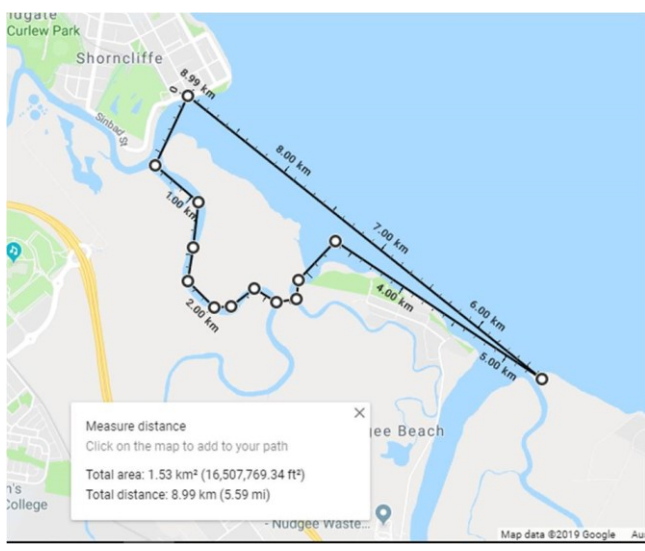 Curlew Park
Shorncliffe
Sinbad St
0
8.99 km
8.00 km
7.00 km
1.00 km
6.00 km
4.00 km
2.00 km
5.00 km
Measure distance
Click on the map to add to your path
Total area: 1.53 km² (16,507,769.34 ft²)
Total distance: 8.99 km (5.59 mi)
gee Beach
n's
College
- Nudgee Waste...
Map data ©2019 Google
Au